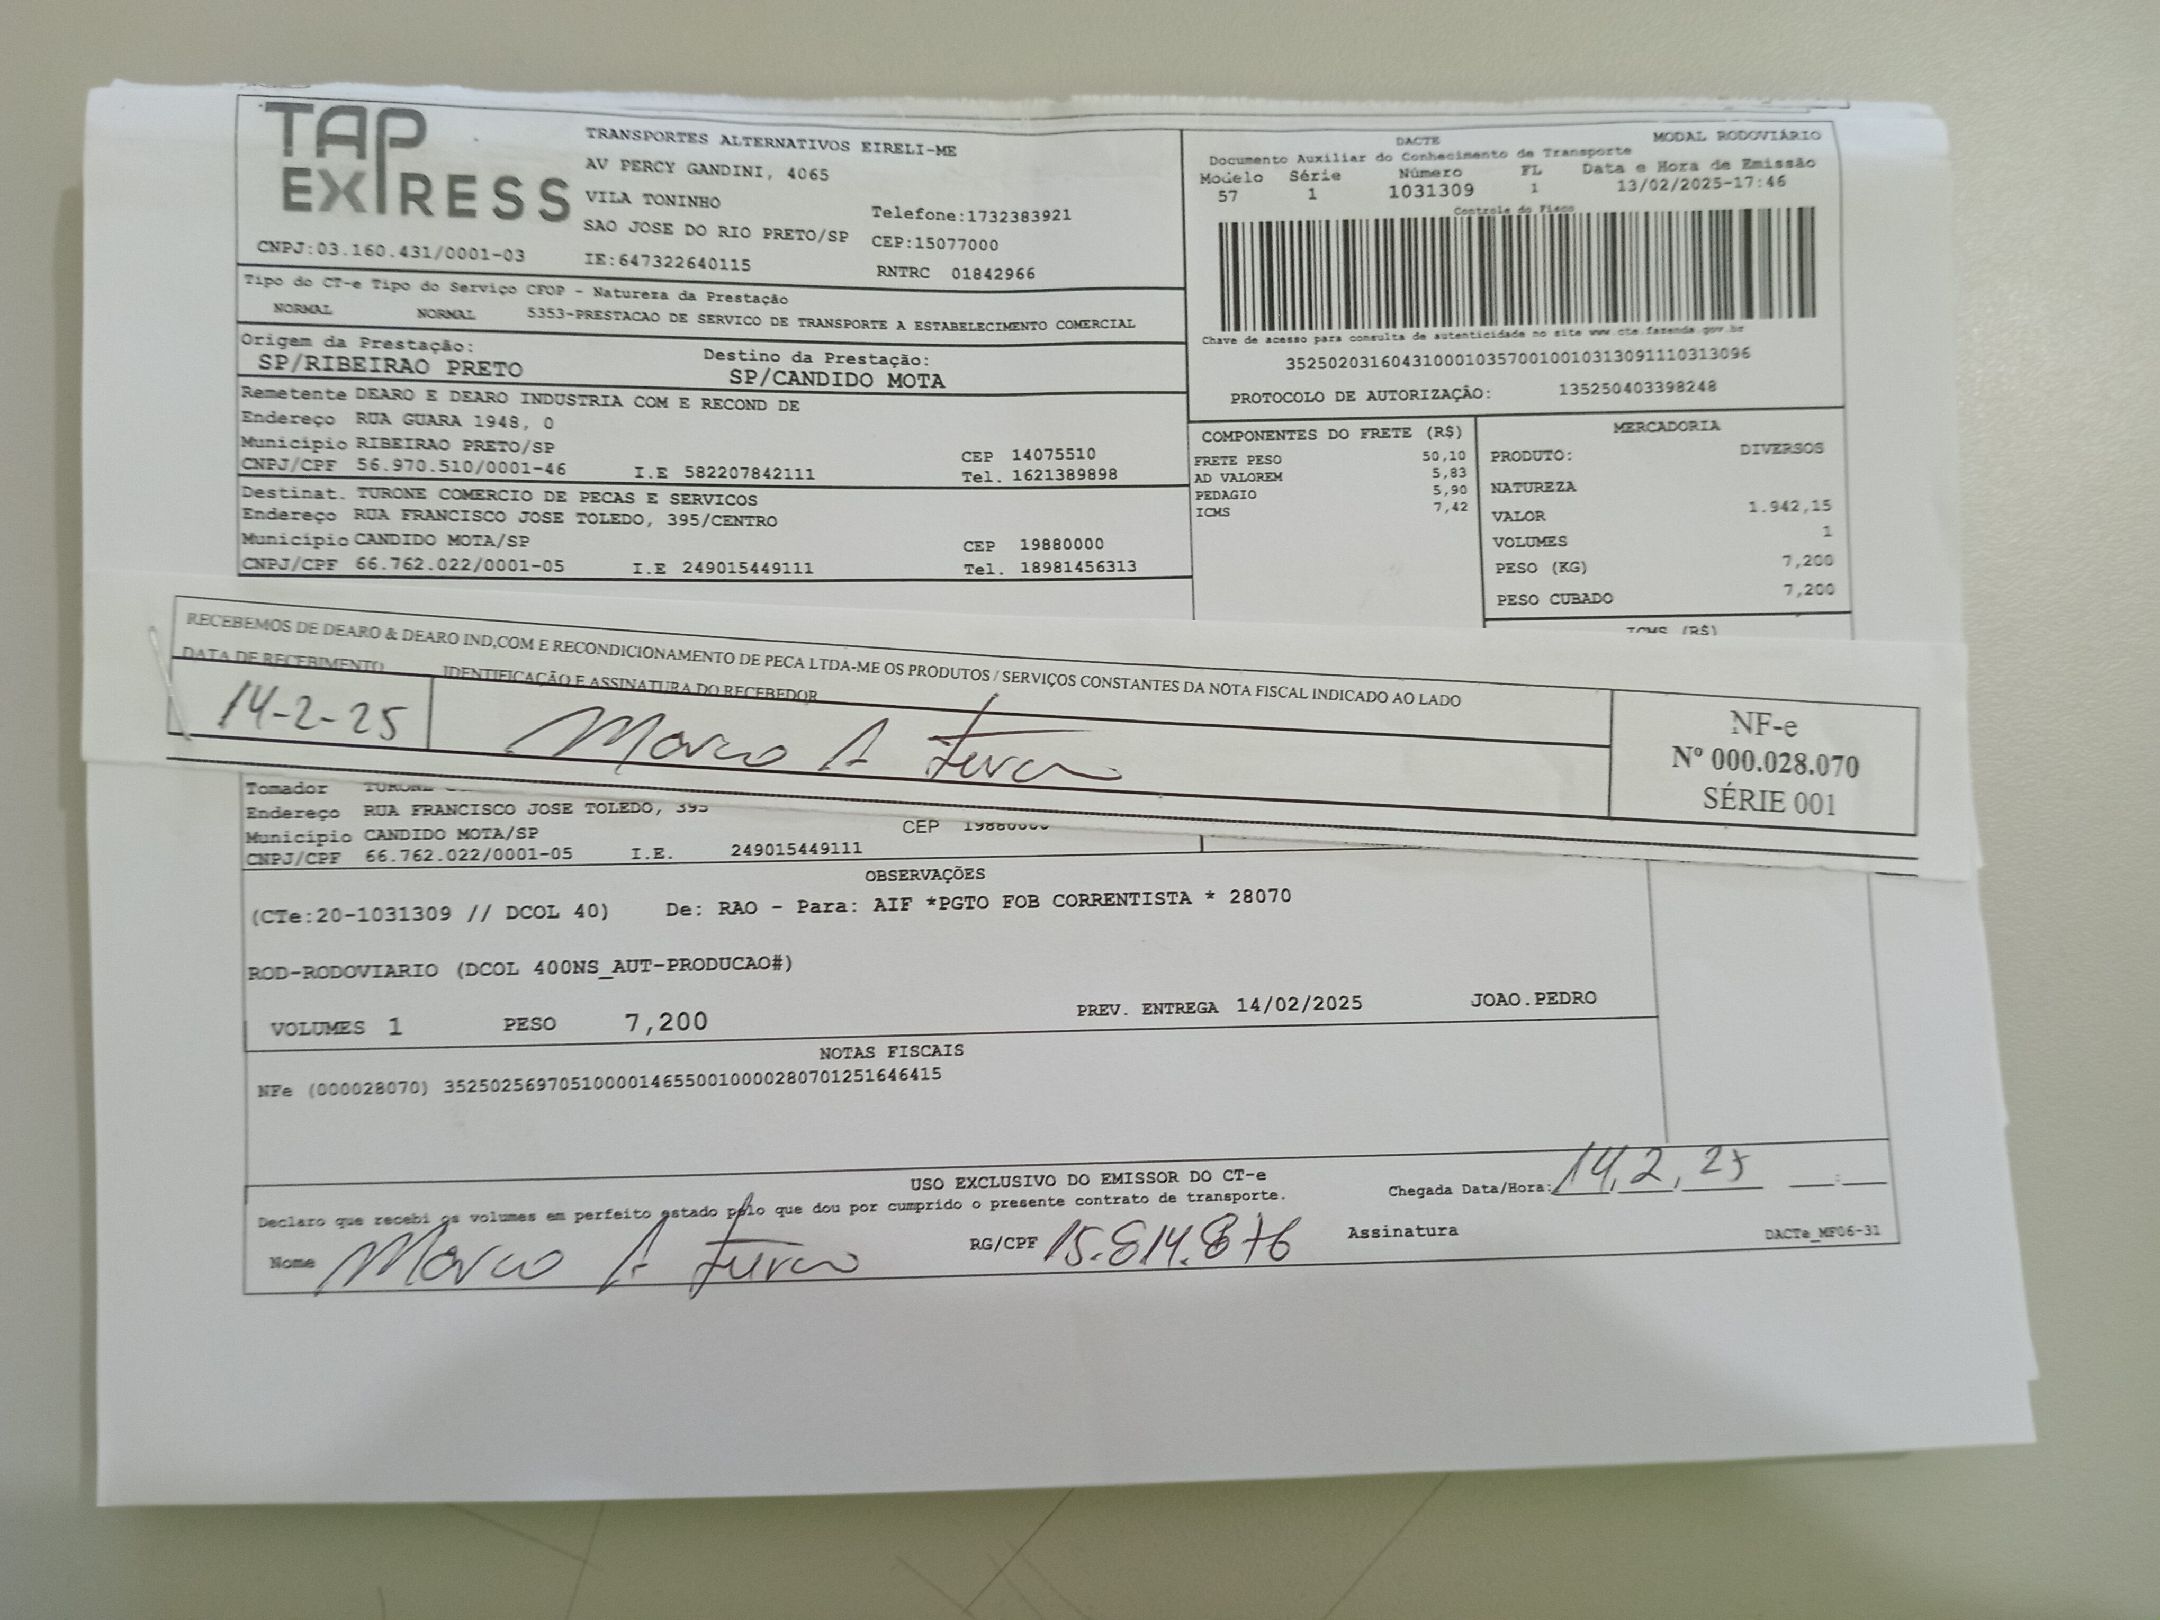 TAP EXPRESS
TRANSPORTES ALTERNATIVOS EIRELI-ME
AV PERCY GANDINI, 4065
VILA TONINHO
SAO JOSE DO RIO PRETO/SP
Telefone:1732383921
CEP:15077000
CNPJ:03.160.431/0001-03 IE:647322640115 RNTRC 01842966
DACTE MODAL RODOVIÁRIO
Documento Auxiliar do Conhecimento de Transporte
Modelo Série Número FL Data e Hora de Emissão
57 1 1031309 1 13/02/2025-17:46
Controle do Fisco
Chave de acesso para consulta de autenticidade no site www.cte.fazenda.gov.br
35250203160431000103570010010313091110313096
PROTOCOLO DE AUTORIZAÇÃO: 135250403398248
Tipo do CT-e Tipo do Serviço CFOP - Natureza da Prestação
NORMAL NORMAL 5353-PRESTACAO DE SERVICO DE TRANSPORTE A ESTABELECIMENTO COMERCIAL
Origem da Prestação: Destino da Prestação:
SP/RIBEIRAO PRETO SP/CANDIDO MOTA
Remetente DEARO E DEARO INDUSTRIA COM E RECOND DE
Endereço RUA GUARA 1948, 0
Município RIBEIRAO PRETO/SP CEP 14075510
CNPJ/CPF 56.970.510/0001-46 I.E 582207842111 Tel. 1621389898
Destinat. TURONE COMERCIO DE PECAS E SERVICOS
Endereço RUA FRANCISCO JOSE TOLEDO, 395/CENTRO
Município CANDIDO MOTA/SP CEP 19880000
CNPJ/CPF 66.762.022/0001-05 I.E 249015449111 Tel. 18981456313
COMPONENTES DO FRETE (R$)
FRETE PESO 50,10
AD VALOREM 5,83
PEDAGIO 5,90
ICMS 7,42
MERCADORIA
PRODUTO: DIVERSOS
NATUREZA
VALOR 1.942,15
VOLUMES 1
PESO (KG) 7,200
PESO CUBADO 7,200
ICMS (R$)
RECEBEMOS DE DEARO & DEARO IND,COM E RECONDICIONAMENTO DE PECA LTDA-ME OS PRODUTOS / SERVIÇOS CONSTANTES DA NOTA FISCAL INDICADO AO LADO
DATA DE RECEBIMENTO IDENTIFICAÇÃO E ASSINATURA DO RECEBEDOR
14-2-25 Marco A Turco
NF-e
Nº 000.028.070
SÉRIE 001
Tomador TURONE
Endereço RUA FRANCISCO JOSE TOLEDO, 395
Município CANDIDO MOTA/SP CEP 19880000
CNPJ/CPF 66.762.022/0001-05 I.E. 249015449111
OBSERVAÇÕES
(CTe:20-1031309 // DCOL 40) De: RAO - Para: AIF *PGTO FOB CORRENTISTA * 28070
ROD-RODOVIARIO (DCOL 400NS_AUT-PRODUCAO#)
VOLUMES 1 PESO 7,200 PREV. ENTREGA 14/02/2025 JOAO.PEDRO
NOTAS FISCAIS
NFe (000028070) 35250256970510000146550010000280701251646415
USO EXCLUSIVO DO EMISSOR DO CT-e
Declaro que recebi os volumes em perfeito estado pelo que dou por cumprido o presente contrato de transporte.
Chegada Data/Hora: 14, 2, 25
Nome Marco A Turco RG/CPF 15.814.876 Assinatura
DACTe_MF06-31